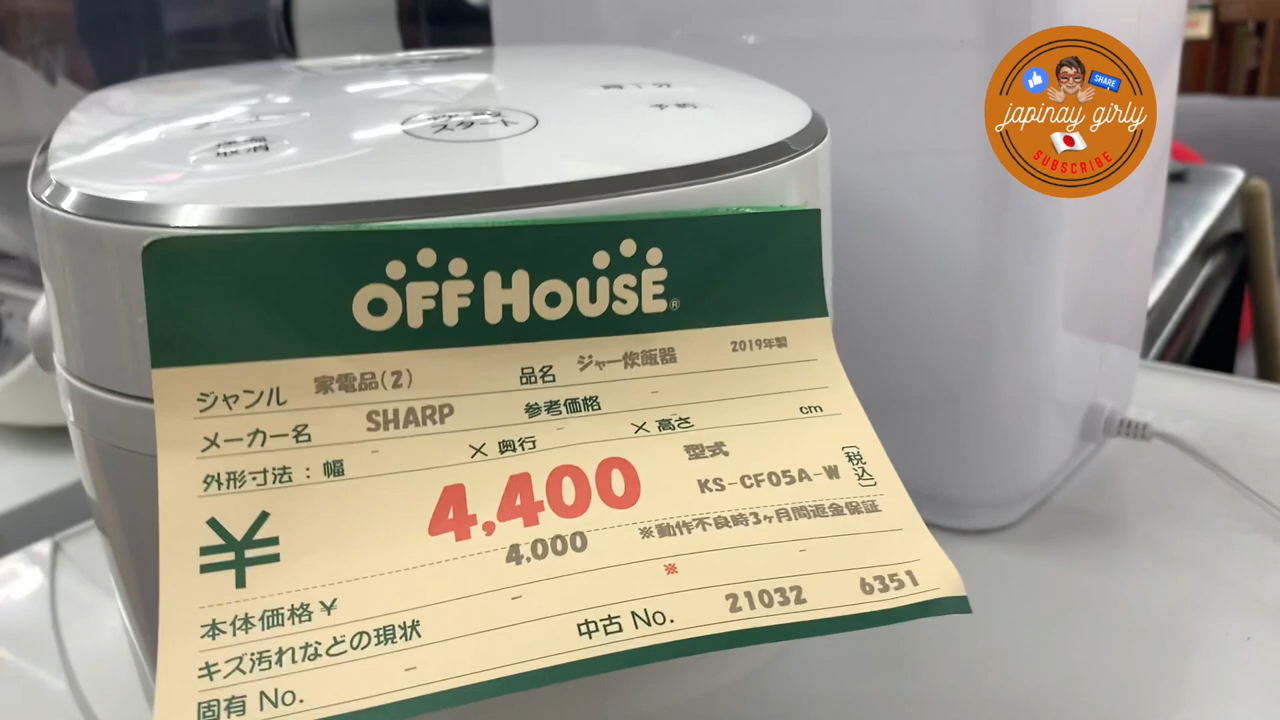 SHARE
japinay girly
SUBSCRIBE
スタート
OFF HOUSE®
ジャンル 家電品(2) 品名 ジャー炊飯器 2019年製
メーカー名 SHARP 参考価格 -
外形寸法:幅 - ×奥行 - ×高さ - cm
¥ 4,400 型式 KS-CF05A-W [税込]
本体価格¥ 4,000 ※動作不良時3ヶ月間返金保証
キズ汚れなどの現状 - ※ -
固有 No. - 中古 No. 21032 6351